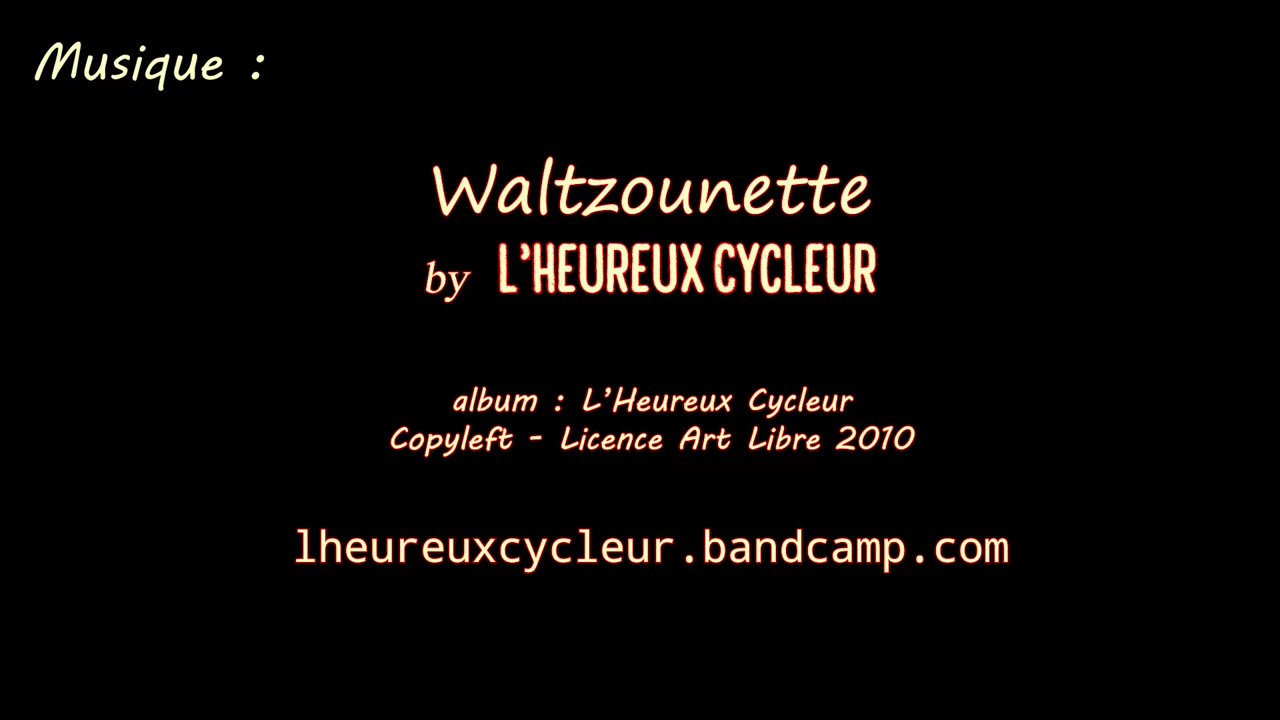 Musique :
Waltzounette
by L'HEUREUX CYCLEUR
album : L'Heureux Cycleur
Copyleft - Licence Art Libre 2010
lheureuxcycleur.bandcamp.com